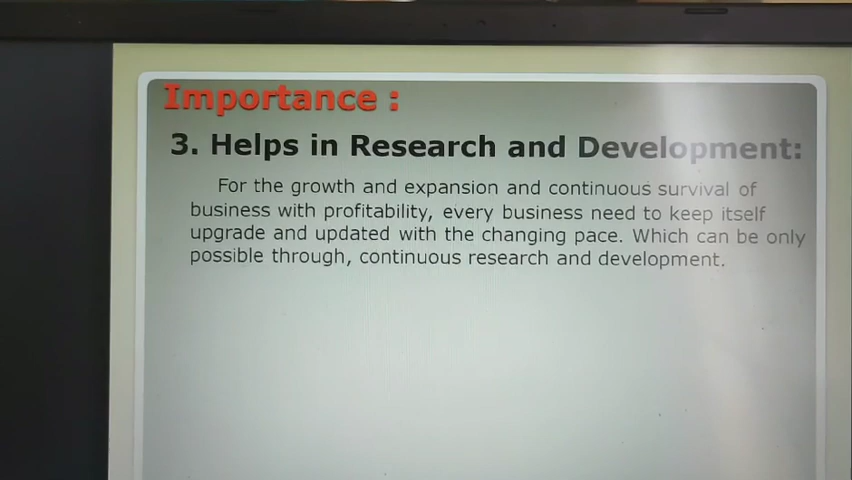 Importance :
3. Helps in Research and Development:
For the growth and expansion and continuous survival of
business with profitability, every business need to keep itself
upgrade and updated with the changing pace. Which can be only
possible through, continuous research and development.